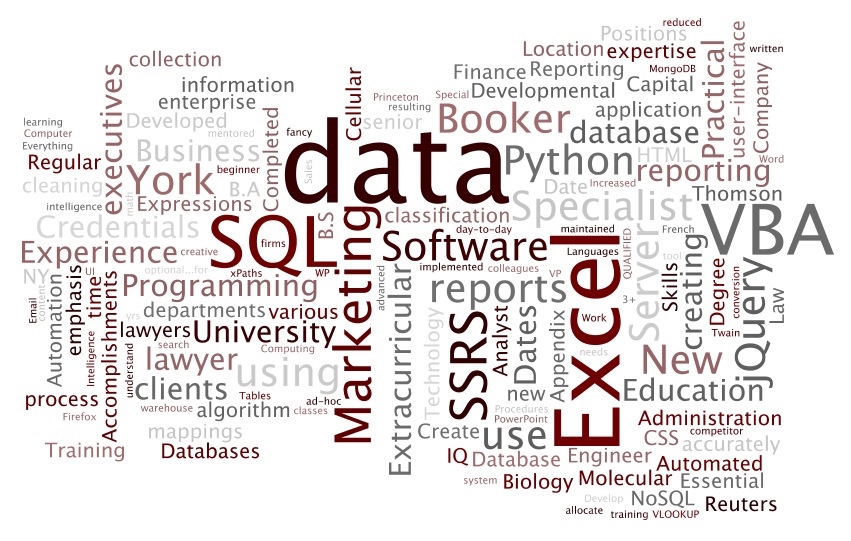 reduced
Positions
written
collection
Location
expertise
Practical
user-interface
Finance
Reporting
MongoDB
executives
information
Cellular
Special
Developmental
Capital
Company
enterprise
Princeton
resulting
Booker
application
learning
Developed
Completed
fancy
data
senior
database
Computer
mentored
Everything
Business
Sales
Python
HTML
Word
Regular
York
beginner
reporting
cleaning
math
B.A
Date
Increased
Thomson
intelligence
Expressions
Marketing
classification
Specialist
VBA
Credentials
SQL
B.S
day-to-day
maintained
French
Experience
creative
firms
Software
Languages
QUALIFIED
Server
creating
tool
NY
emphasis
UI
optional...for
xPaths
WP
advanced
implemented
colleagues
VP
Excel
Skills
Degree
conversion
jQuery
Automation
content
time
Accomplishments
Programming
Extracurricular
reports
3+
Law
Email
yrs
departments
various
Technology
SSRS
Analyst
Dates
Appendix
Work
Twain
lawyers
University
Intelligence
understand
search
Computing
lawyer
needs
New
clients
using
new
Education
process
Tables
ad-hoc
Firefox
warehouse
algorithm
classes
Procedures
PowerPoint
Administration
mappings
Create
use
CSS
competitor
accurately
Training
Databases
IQ
Database
Engineer
Automated
system
Biology
Molecular
Essential
Develop
NoSQL
Reuters
allocate
training
VLOOKUP